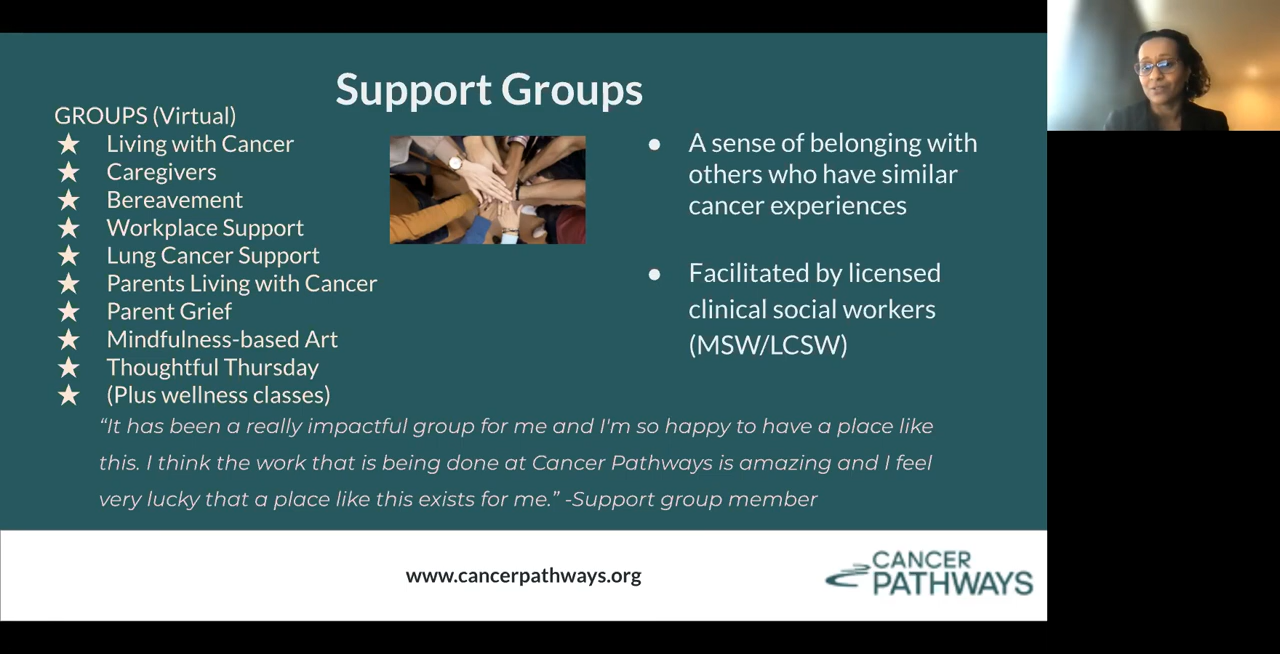 Support Groups
GROUPS (Virtual)
★ Living with Cancer
★ Caregivers
★ Bereavement
★ Workplace Support
★ Lung Cancer Support
★ Parents Living with Cancer
★ Parent Grief
★ Mindfulness-based Art
★ Thoughtful Thursday
★ (Plus wellness classes)
● A sense of belonging with
others who have similar
cancer experiences
● Facilitated by licensed
clinical social workers
(MSW/LCSW)
“It has been a really impactful group for me and I'm so happy to have a place like
this. I think the work that is being done at Cancer Pathways is amazing and I feel
very lucky that a place like this exists for me.” -Support group member
www.cancerpathways.org
CANCER
PATHWAYS